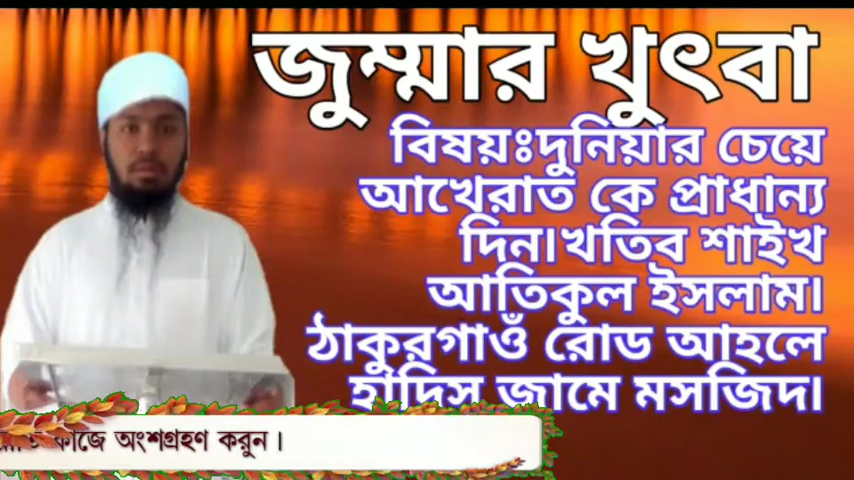 জুম্মার খুৎবা
বিষয়ঃদুনিয়ার চেয়ে
আখেরাত কে প্রাধান্য
দিন।খতিব শাইখ
আতিকুল ইসলাম।
ঠাকুরগাওঁ রোড আহলে
হাদিস জামে মসজিদ।
কাজে অংশগ্রহণ করুন।